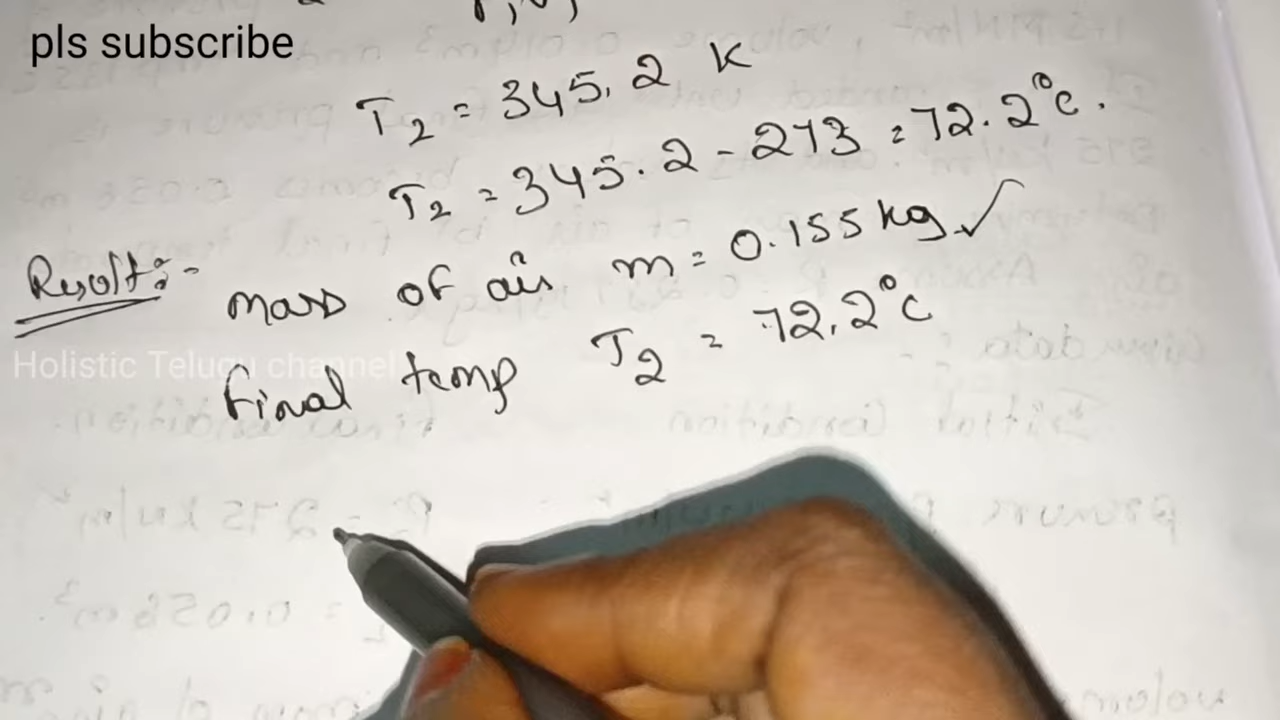 pls subscribe
T2 = 345.2 K
T2 = 345.2 - 273 = 72.2°c.
Result:-
mass of air m = 0.155 kg ✓
Holistic Telugu channel
final temp T2 = 72.2°c